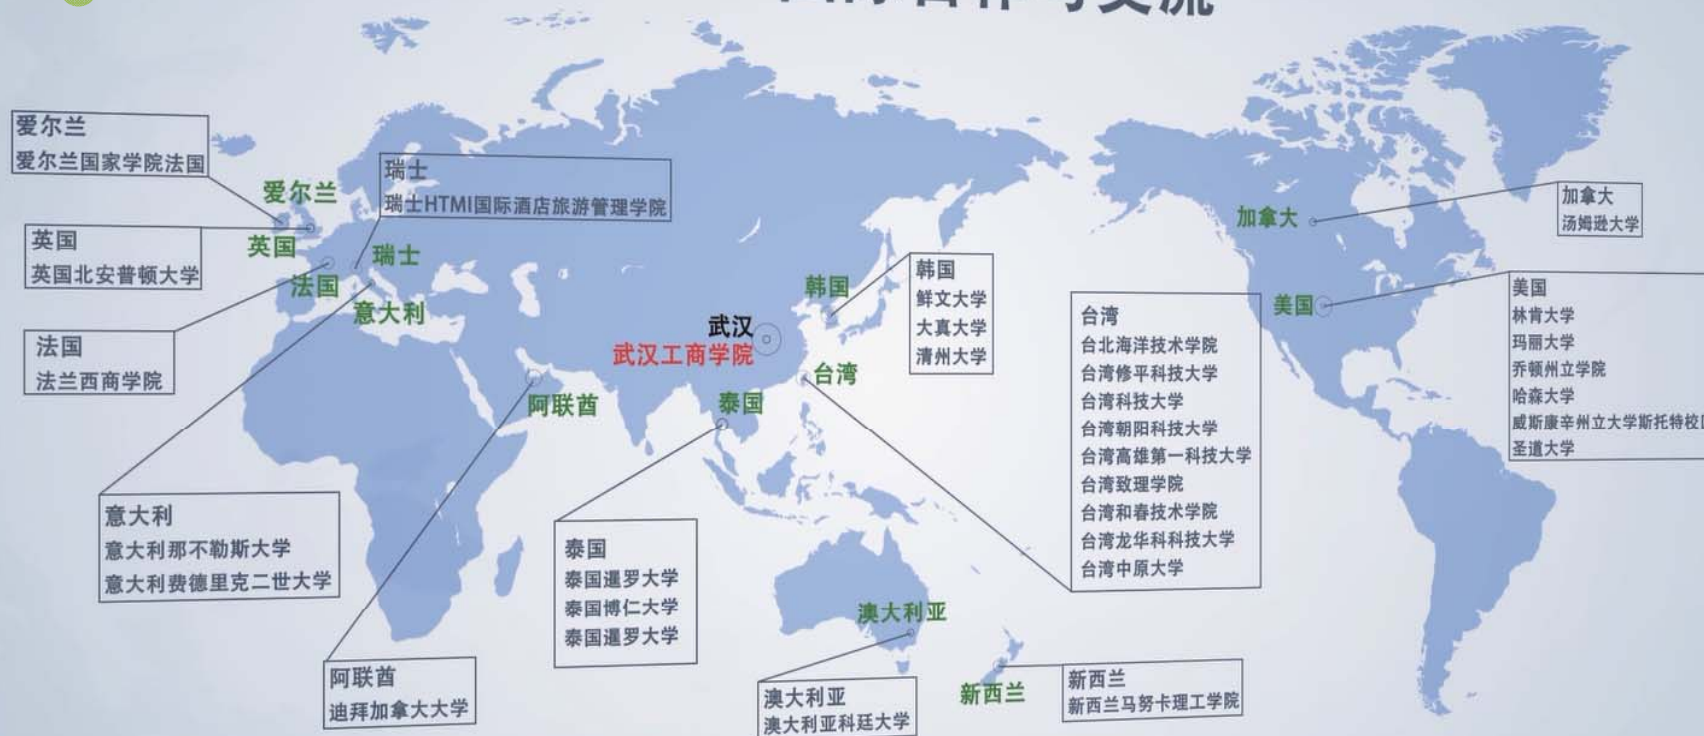 爱尔兰
爱尔兰国家学院法国
英国
英国北安普顿大学
法国
法兰西商学院
意大利
意大利那不勒斯大学
意大利费德里克二世大学
阿联酋
迪拜加拿大大学
瑞士
瑞士HTMI国际酒店旅游管理学院
爱尔兰
英国
法国
瑞士
意大利
阿联酋
武汉
武汉工商学院
泰国
韩国
台湾
泰国
泰国暹罗大学
泰国博仁大学
泰国暹罗大学
韩国
鲜文大学
大真大学
清州大学
澳大利亚
澳大利亚
澳大利亚科廷大学
新西兰
新西兰
新西兰马努卡理工学院
台湾
台北海洋技术学院
台湾修平科技大学
台湾科技大学
台湾朝阳科技大学
台湾高雄第一科技大学
台湾致理学院
台湾和春技术学院
台湾龙华科科技大学
台湾中原大学
加拿大
美国
加拿大
汤姆逊大学
美国
林肯大学
玛丽大学
乔顿州立学院
哈森大学
威斯康辛州立大学斯托特校
圣道大学